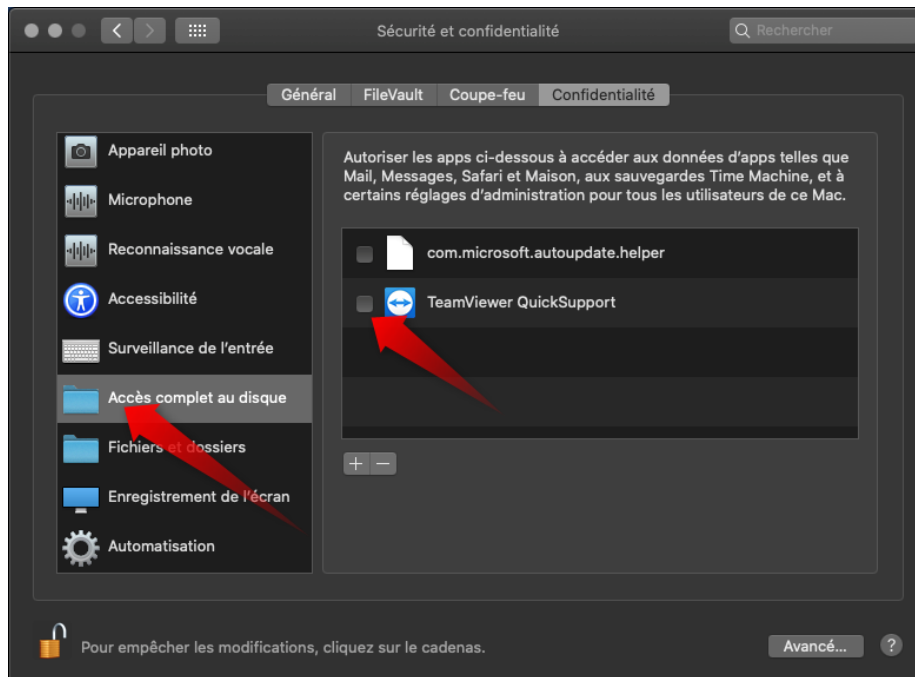 Sécurité et confidentialité
Rechercher
Général FileVault Coupe-feu Confidentialité
Appareil photo
Microphone
Reconnaissance vocale
Accessibilité
Surveillance de l'entrée
Accès complet au disque
Fichiers et dossiers
Enregistrement de l'écran
Automatisation
Autoriser les apps ci-dessous à accéder aux données d'apps telles que
Mail, Messages, Safari et Maison, aux sauvegardes Time Machine, et à
certains réglages d'administration pour tous les utilisateurs de ce Mac.
com.microsoft.autoupdate.helper
TeamViewer QuickSupport
+ −
Pour empêcher les modifications, cliquez sur le cadenas.
Avancé... ?